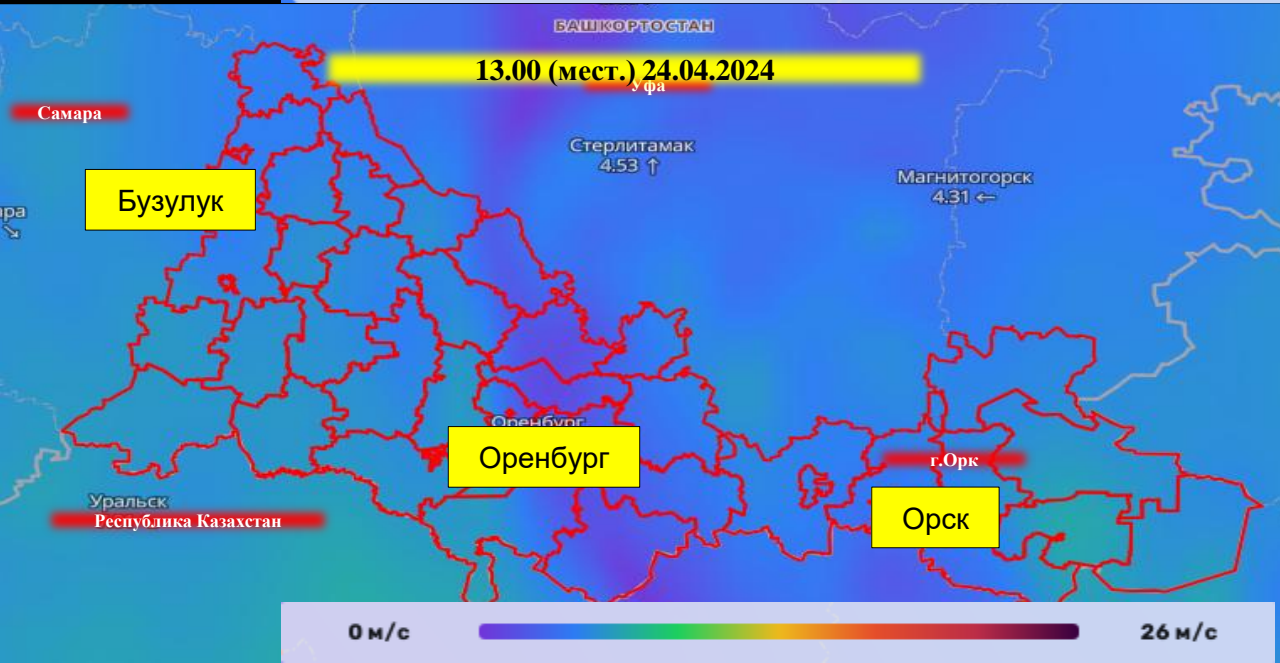 БАШКОРТОСТАН
13.00 (мест.) 24.04.2024
Уфа
Самара
Стерлитамак
4.53 ↑
Магнитогорск
4.31 ←
Бузулук
ара
↘
Оренбург
Оренбург
г.Орк
Орск
Уральск
Республика Казахстан
0 м/с
26 м/с